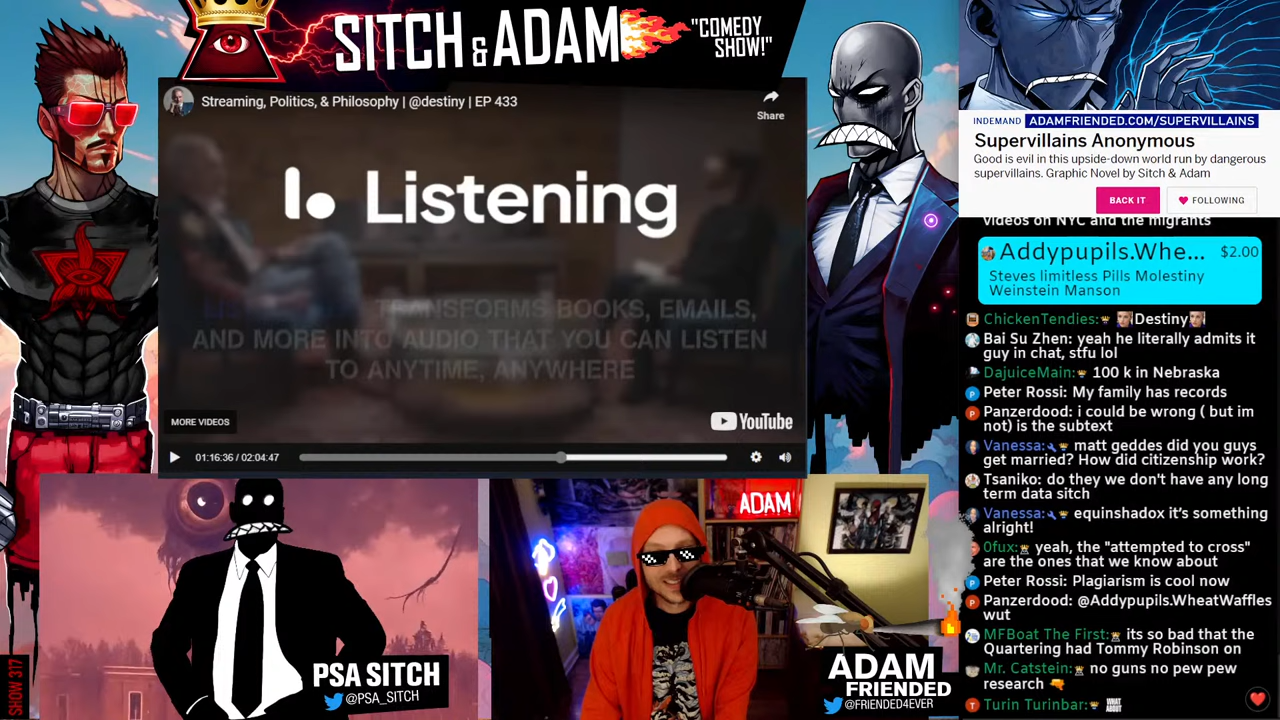 SITCH & ADAM
"COMEDY
SHOW!"
Streaming, Politics, & Philosophy | @destiny | EP 433
Share
Listening
TRANSFORMS BOOKS, EMAILS,
AND MORE INTO AUDIO THAT YOU CAN LISTEN
TO ANYTIME, ANYWHERE
MORE VIDEOS
YouTube
01:16:36 / 02:04:47
ADAM
PSA SITCH
@PSA_SITCH
ADAM
FRIENDED
@FRIENDED4EVER
SHOW 317
INDEMAND ADAMFRIENDED.COM/SUPERVILLAINS
Supervillains Anonymous
Good is evil in this upside-down world run by dangerous
supervillains. Graphic Novel by Sitch & Adam
BACK IT
FOLLOWING
videos on NYC and the migrants
Addypupils.Whe... $2.00
Steves limitless Pills Molestiny
Weinstein Manson
ChickenTendies: Destiny
Bai Su Zhen: yeah he literally admits it
guy in chat, stfu lol
DajuiceMain: 100 k in Nebraska
Peter Rossi: My family has records
Panzerdood: i could be wrong ( but im
not) is the subtext
Vanessa: matt geddes did you guys
get married? How did citizenship work?
Tsaniko: do they we don't have any long
term data sitch
Vanessa: equinshadox it's something
alright!
0fux: yeah, the "attempted to cross"
are the ones that we know about
Peter Rossi: Plagiarism is cool now
Panzerdood: @Addypupils.WheatWaffles
wut
MFBoat The First: its so bad that the
Quartering had Tommy Robinson on
Mr. Catstein: no guns no pew pew
research
Turin Turinbar: WHAT
ABOUT